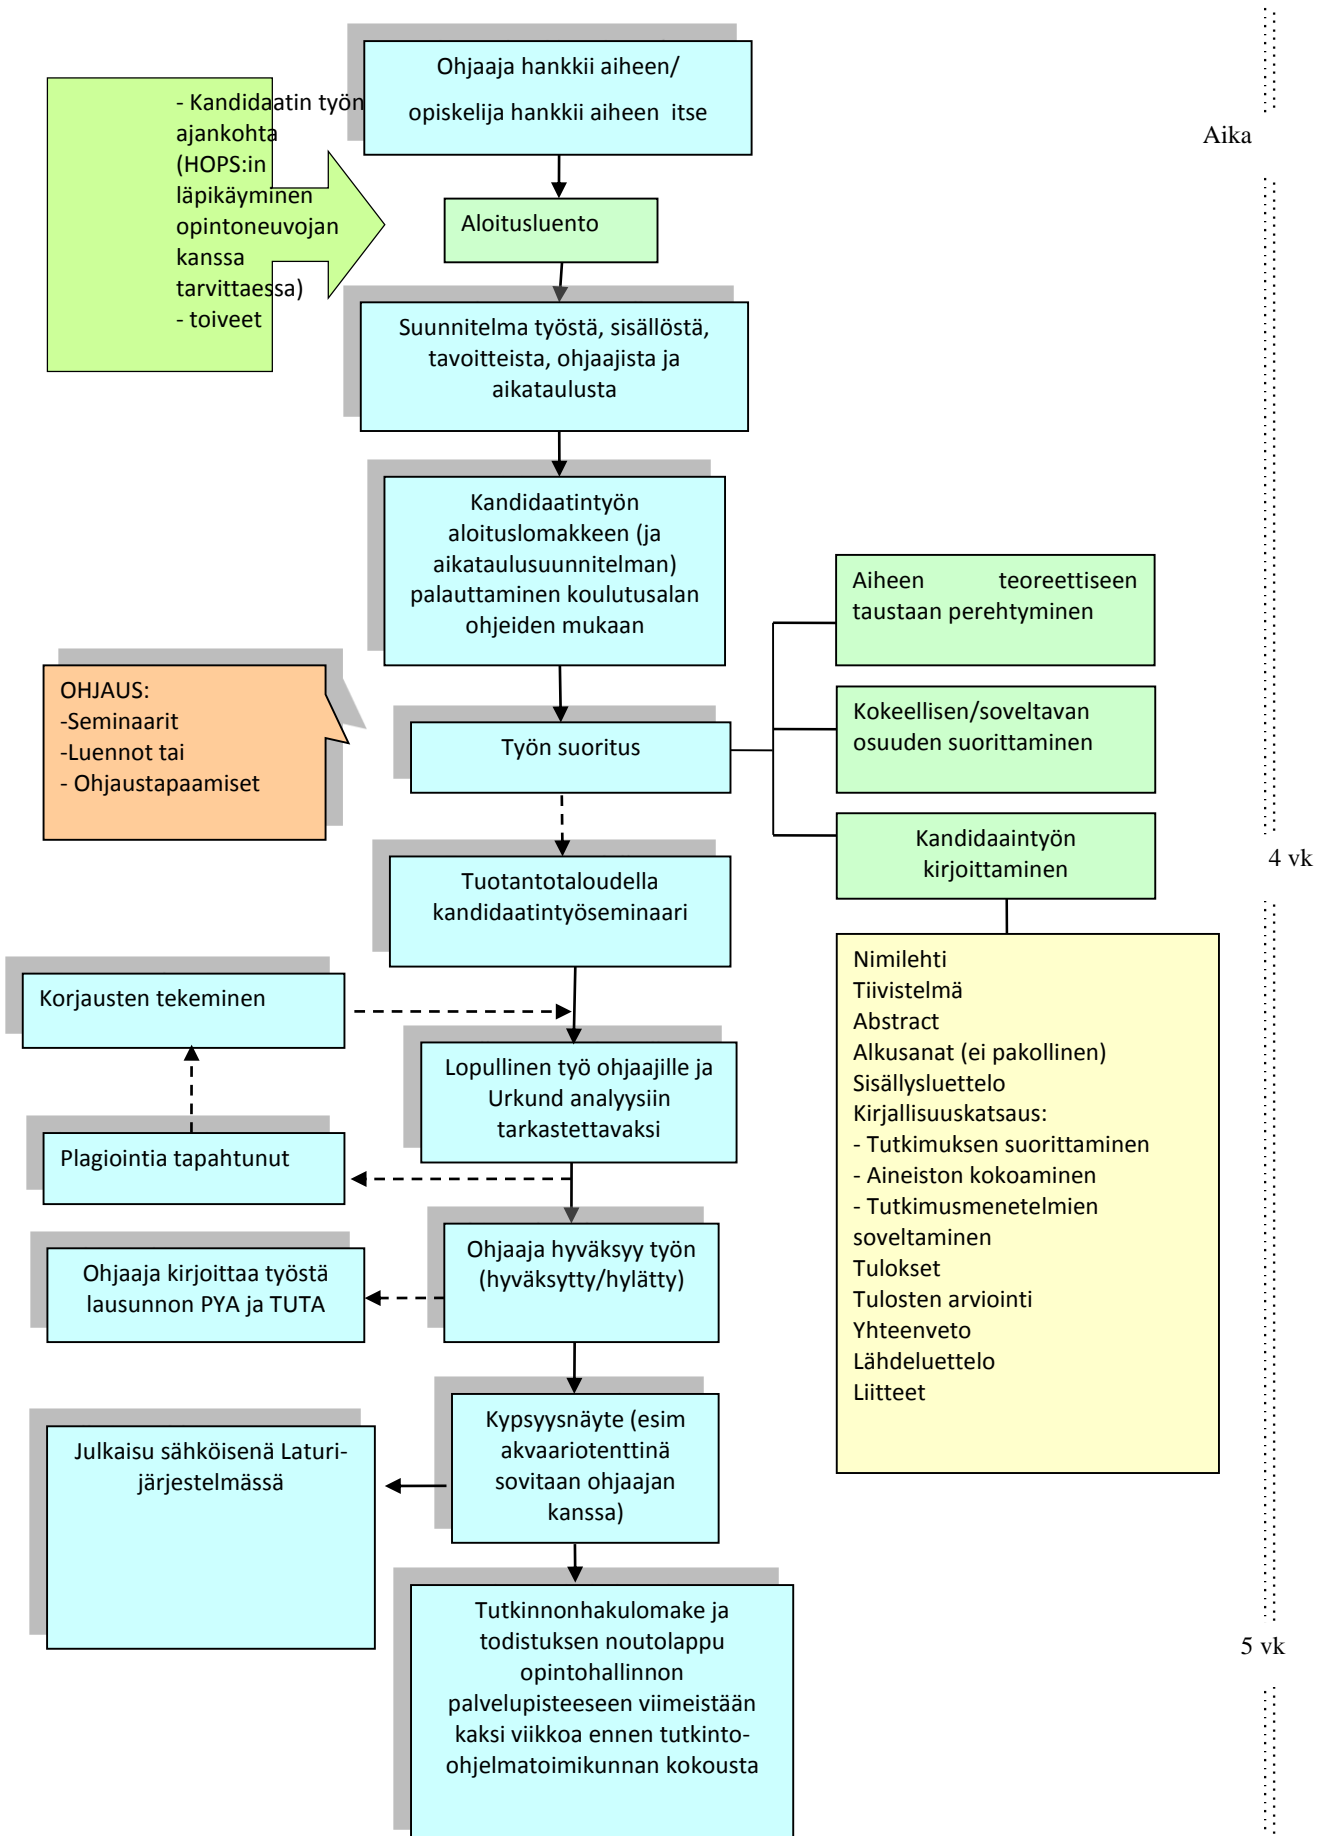 Ohjaaja hankkii aiheen/
opiskelija hankkii aiheen itse
Aika
- Kandidaatin työn
ajankohta
(HOPS:in
läpikäyminen
opintoneuvojan
kanssa
tarvittaessa)
- toiveet
Aloitusluento
Suunnitelma työstä, sisällöstä,
tavoitteista, ohjaajista ja
aikataulusta
Kandidaatintyön
aloituslomakkeen (ja
aikataulusuunnitelman)
palauttaminen koulutusalan
ohjeiden mukaan
OHJAUS:
-Seminaarit
-Luennot tai
- Ohjaustapaamiset
Työn suoritus
Aiheen teoreettiseen
taustaan perehtyminen
Kokeellisen/soveltavan
osuuden suorittaminen
Kandidaaintyön
kirjoittaminen
4 vk
Tuotantotaloudella
kandidaatintyöseminaari
Nimilehti
Tiivistelmä
Abstract
Alkusanat (ei pakollinen)
Sisällysluettelo
Kirjallisuuskatsaus:
- Tutkimuksen suorittaminen
- Aineiston kokoaminen
- Tutkimusmenetelmien
soveltaminen
Tulokset
Tulosten arviointi
Yhteenveto
Lähdeluettelo
Liitteet
Korjausten tekeminen
Lopullinen työ ohjaajille ja
Urkund analyysiin
tarkastettavaksi
Plagiointia tapahtunut
Ohjaaja hyväksyy työn
(hyväksytty/hylätty)
Ohjaaja kirjoittaa työstä
lausunnon PYA ja TUTA
Kypsyysnäyte (esim
akvaariotenttinä
sovitaan ohjaajan
kanssa)
Julkaisu sähköisenä Laturi-
järjestelmässä
Tutkinnonhakulomake ja
todistuksen noutolappu
opintohallinnon
palvelupisteeseen viimeistään
kaksi viikkoa ennen tutkinto-
ohjelmatoimikunnan kokousta
5 vk